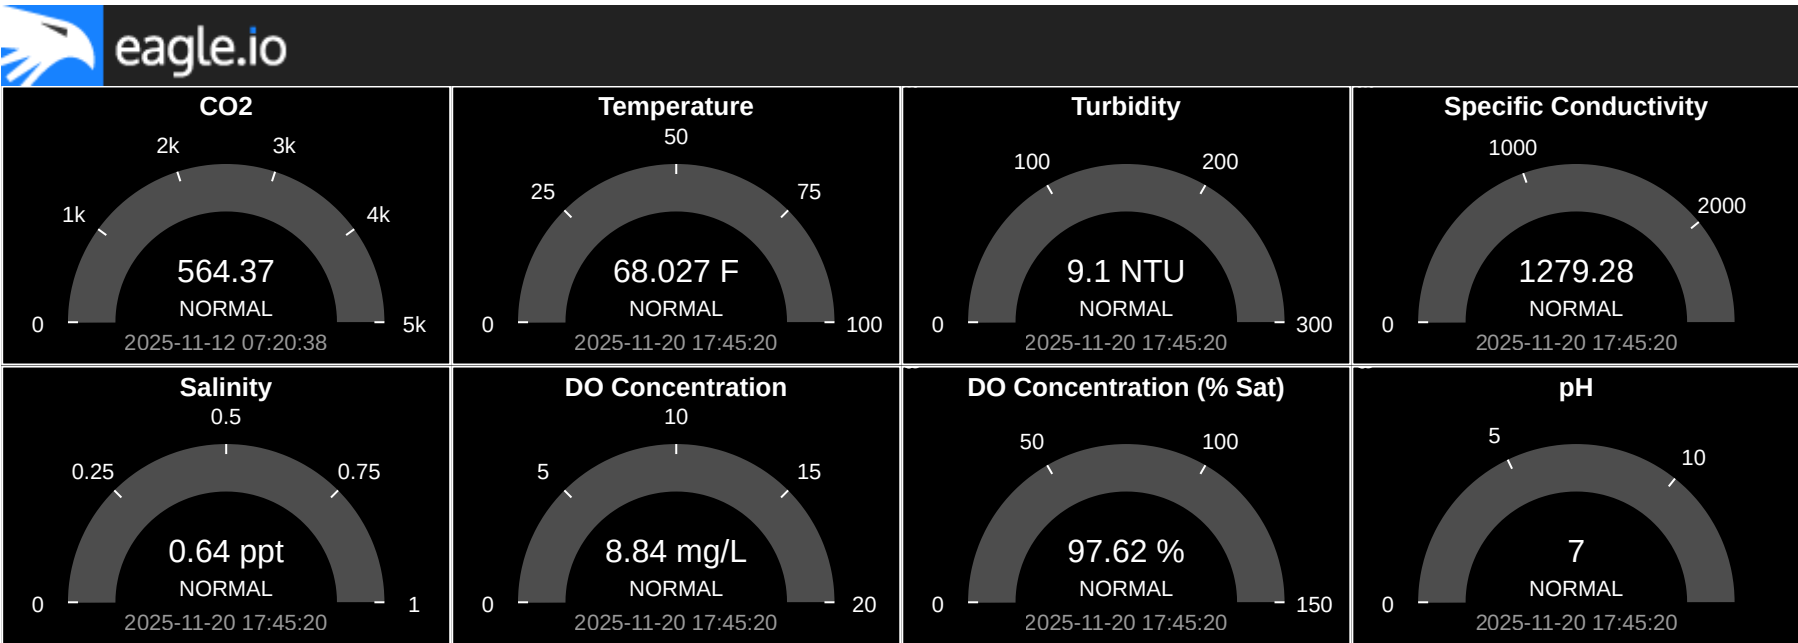 eagle.io
CO2
2k
3k
1k
4k
564.37
NORMAL
0
5k
2025-11-12 07:20:38
Temperature
50
25
75
68.027 F
NORMAL
0
100
2025-11-20 17:45:20
Turbidity
100
200
9.1 NTU
NORMAL
0
300
2025-11-20 17:45:20
Specific Conductivity
1000
2000
1279.28
NORMAL
0
2025-11-20 17:45:20
Salinity
0.5
0.25
0.75
0.64 ppt
NORMAL
0
1
2025-11-20 17:45:20
DO Concentration
10
5
15
8.84 mg/L
NORMAL
0
20
2025-11-20 17:45:20
DO Concentration (% Sat)
50
100
97.62 %
NORMAL
0
150
2025-11-20 17:45:20
pH
5
10
7
NORMAL
0
2025-11-20 17:45:20